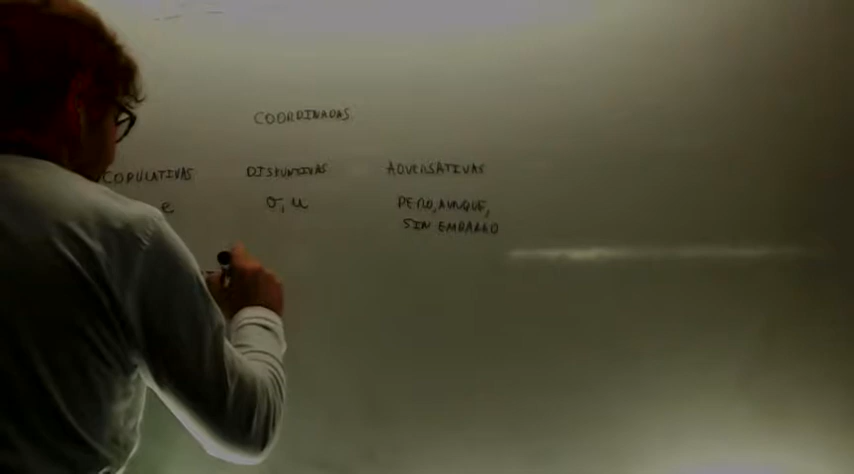 COORDINADAS
COPULATIVAS DISYUNTIVAS ADVERSATIVAS
e o, u PERO, AUNQUE,
SIN EMBARGO